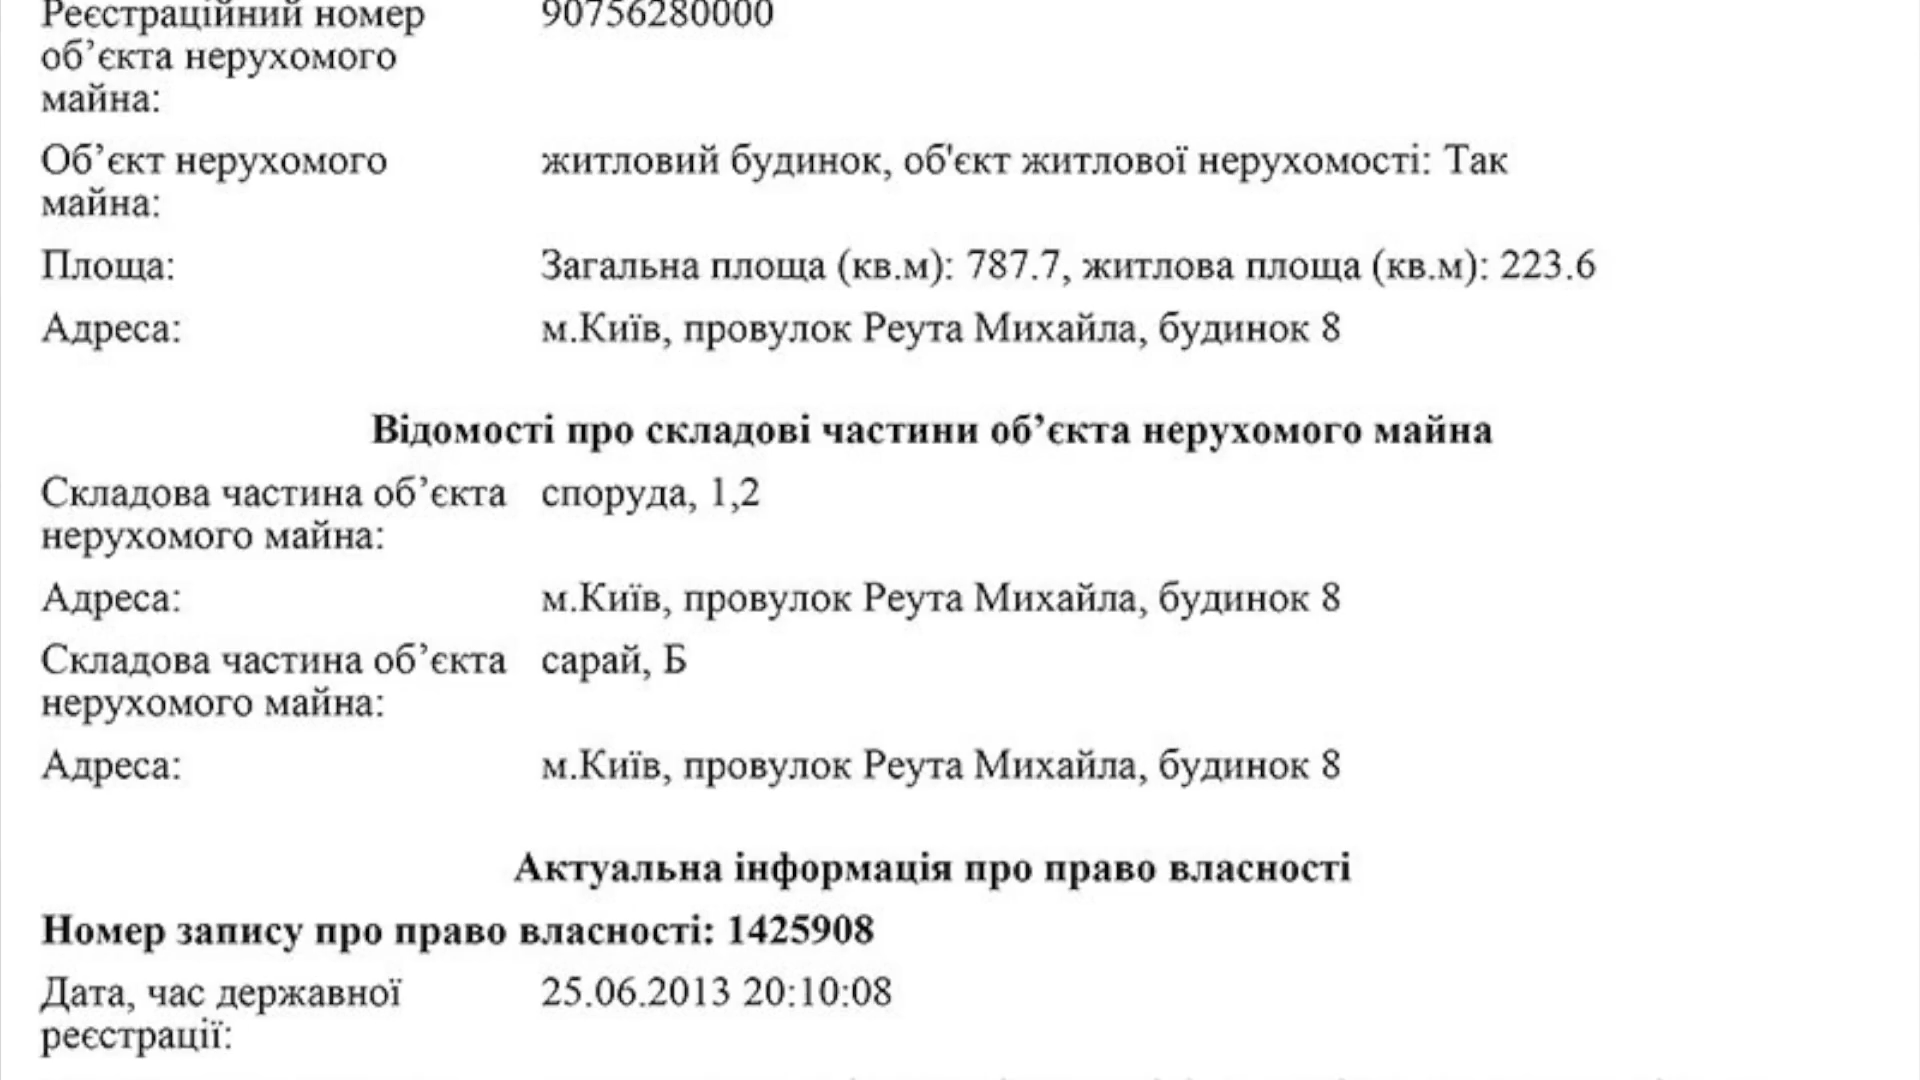 Реєстраційний номер 90756280000
об’єкта нерухомого
майна:
Об’єкт нерухомого житловий будинок, об'єкт житлової нерухомості: Так
майна:
Площа: Загальна площа (кв.м): 787.7, житлова площа (кв.м): 223.6
Адреса: м.Київ, провулок Реута Михайла, будинок 8
Відомості про складові частини об’єкта нерухомого майна
Складова частина об’єкта споруда, 1,2
нерухомого майна:
Адреса: м.Київ, провулок Реута Михайла, будинок 8
Складова частина об’єкта сарай, Б
нерухомого майна:
Адреса: м.Київ, провулок Реута Михайла, будинок 8
Актуальна інформація про право власності
Номер запису про право власності: 1425908
Дата, час державної 25.06.2013 20:10:08
реєстрації: